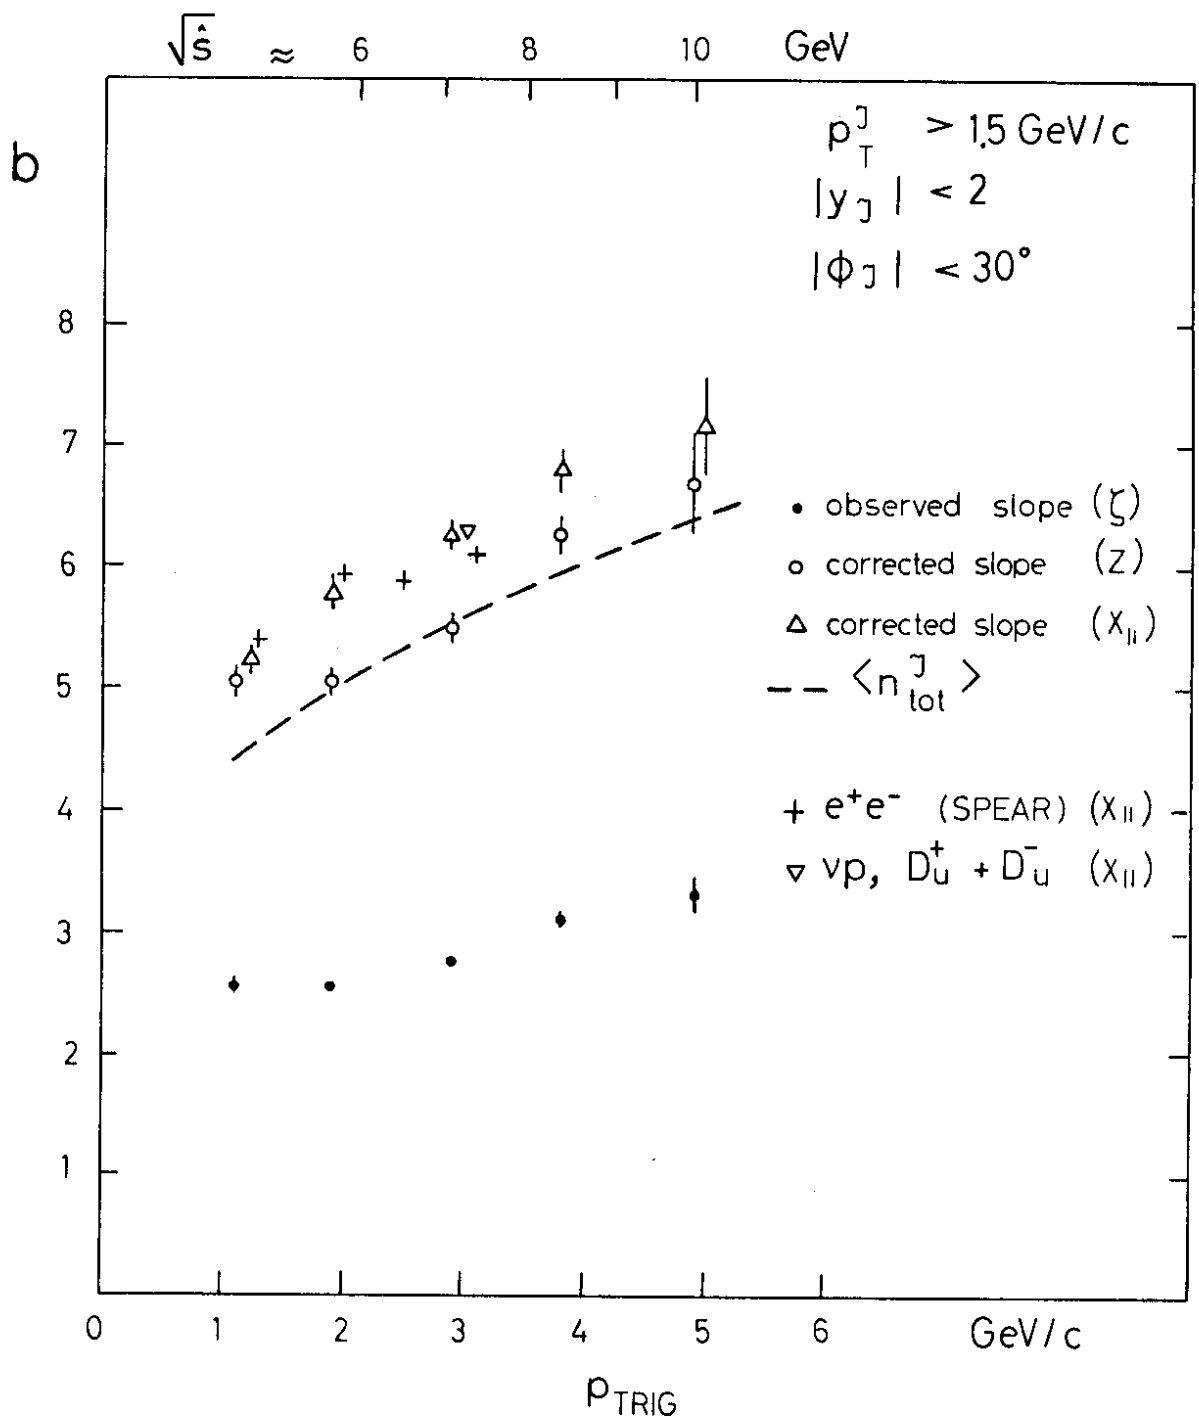 √ŝ ≈ 6 8 10 GeV
b
p_T^J > 1.5 GeV/c
|y_J| < 2
|ϕ_J| < 30°
8
7
6
5
4
3
2
1
observed slope (ζ)
corrected slope (z)
corrected slope (x_||)
<n_tot^J>
e+e- (SPEAR) (x_||)
νp, D_u^+ + D_u^- (x_||)
0 1 2 3 4 5 6 GeV/c
p_TRIG